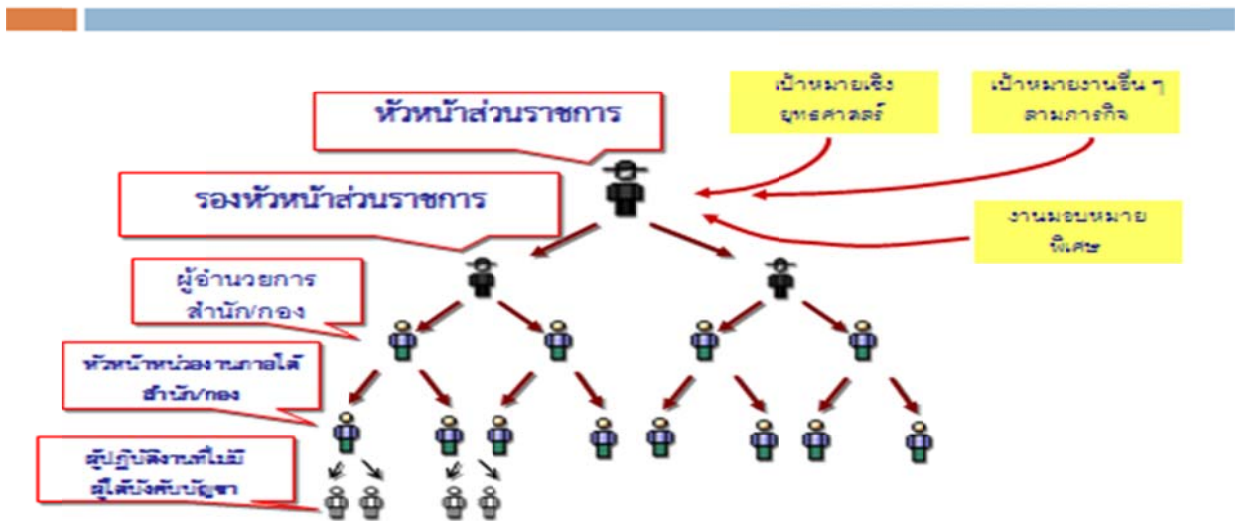 หัวหน้าส่วนราชการ
เป้าหมายเชิง
ยุทธศาสตร์
เป้าหมายงานอื่น ๆ
ตามภารกิจ
รองหัวหน้าส่วนราชการ
งานมอบหมาย
พิเศษ
ผู้อำนวยการ
สำนัก/กอง
หัวหน้าหน่วยงานภายใต้
สำนัก/กอง
ผู้ปฏิบัติงานที่ไม่มี
ผู้ใต้บังคับบัญชา